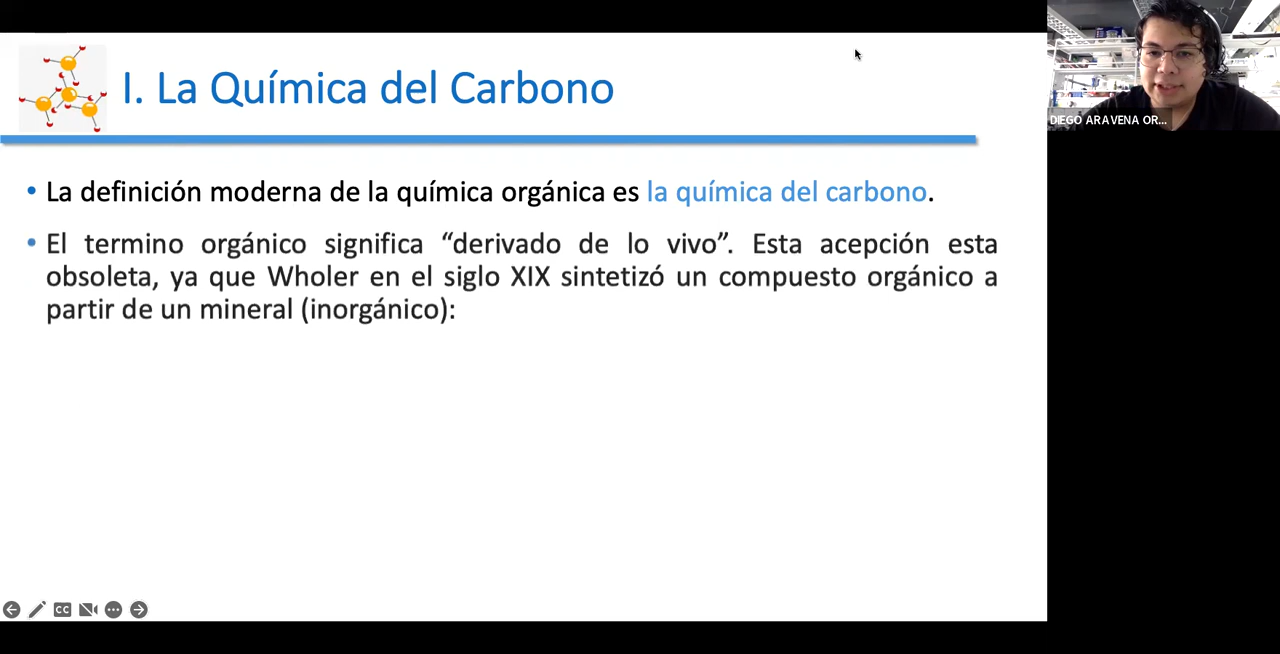 I. La Química del Carbono
• La definición moderna de la química orgánica es la química del carbono.
• El termino orgánico significa “derivado de lo vivo”. Esta acepción esta
obsoleta, ya que Wholer en el siglo XIX sintetizó un compuesto orgánico a
partir de un mineral (inorgánico):
DIEGO ARAVENA OR...
CC